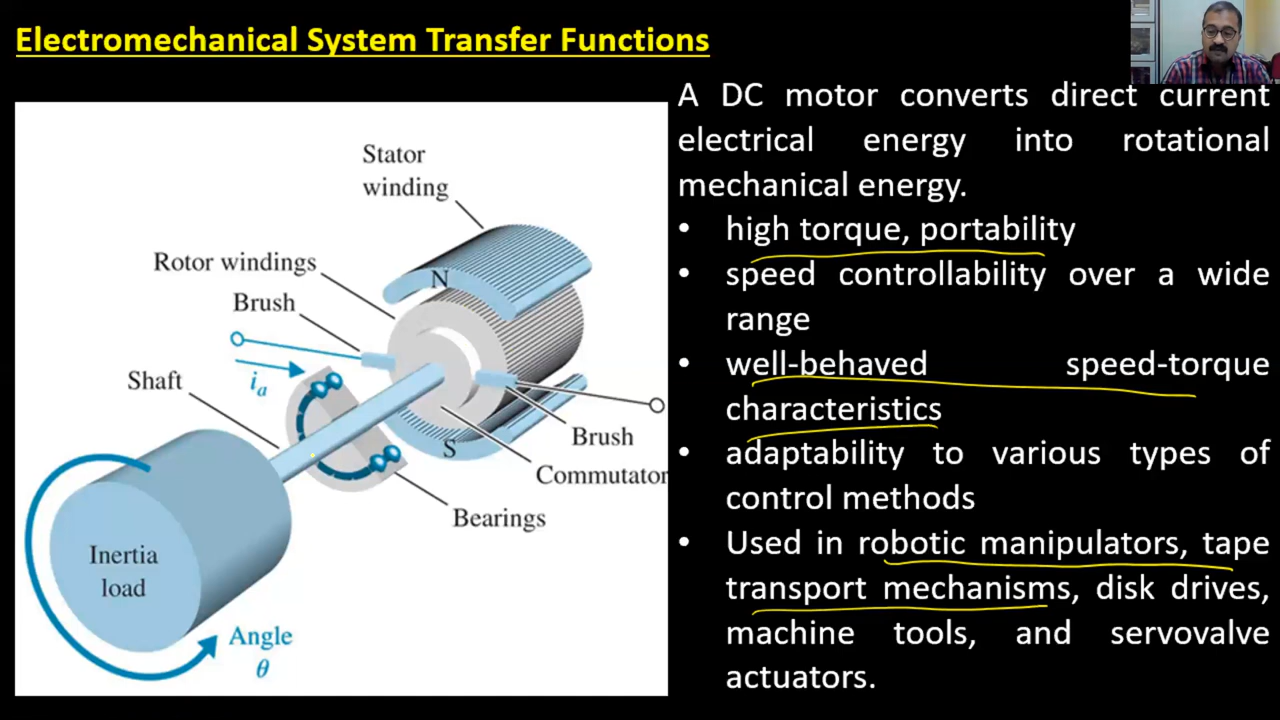 Electromechanical System Transfer Functions
Stator
winding
Rotor windings
Brush
N
i_a
Shaft
S
Brush
Commutator
Bearings
Inertia
load
Angle
θ
A DC motor converts direct current
electrical energy into rotational
mechanical energy.
• high torque, portability
• speed controllability over a wide
range
• well-behaved speed-torque
characteristics
• adaptability to various types of
control methods
• Used in robotic manipulators, tape
transport mechanisms, disk drives,
machine tools, and servovalve
actuators.